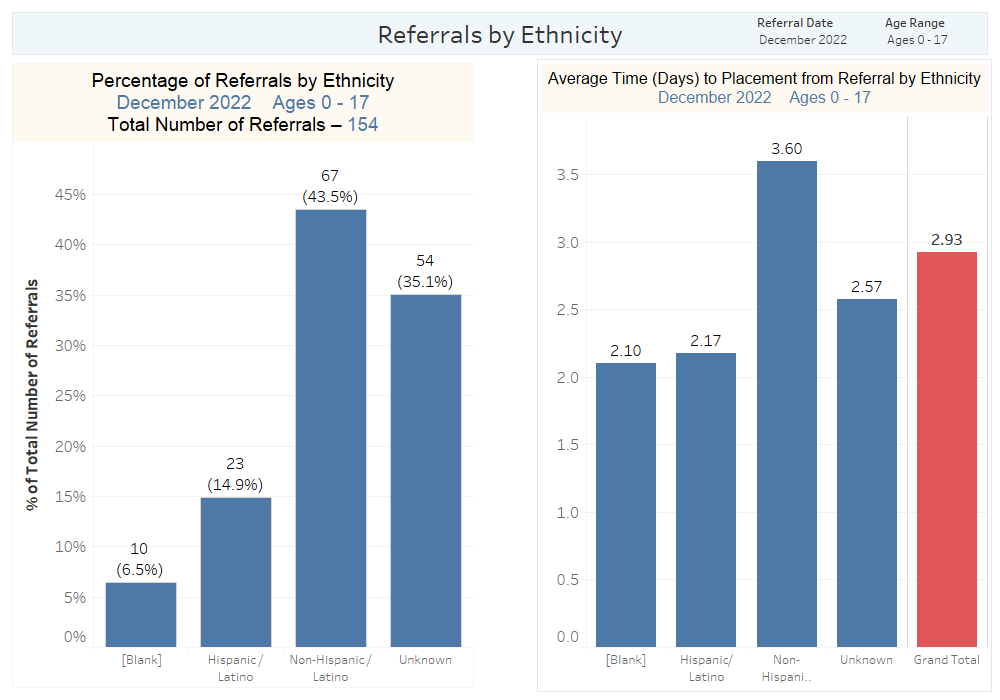 Referrals by Ethnicity
Referral Date
December 2022
Age Range
Ages 0 - 17
Percentage of Referrals by Ethnicity
December 2022 Ages 0 - 17
Total Number of Referrals – 154
% of Total Number of Referrals
45%
40%
35%
30%
25%
20%
15%
10%
5%
0%
10
(6.5%)
23
(14.9%)
67
(43.5%)
54
(35.1%)
[Blank]
Hispanic/
Latino
Non-Hispanic/
Latino
Unknown
Average Time (Days) to Placement from Referral by Ethnicity
December 2022 Ages 0 - 17
3.5
3.0
2.5
2.0
1.5
1.0
0.5
0.0
2.10
2.17
3.60
2.57
2.93
[Blank]
Hispanic/
Latino
Non-
Hispani..
Unknown
Grand Total